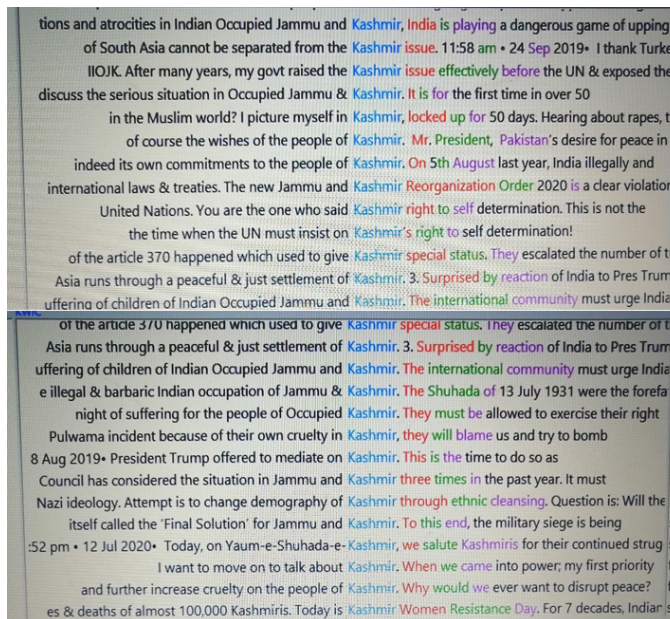 tions and atrocities in Indian Occupied Jammu and Kashmir, India is playing a dangerous game of upping
of South Asia cannot be separated from the Kashmir issue. 11:58 am • 24 Sep 2019• I thank Turke
IIOJK. After many years, my govt raised the Kashmir issue effectively before the UN & exposed the
discuss the serious situation in Occupied Jammu & Kashmir. It is for the first time in over 50
in the Muslim world? I picture myself in Kashmir, locked up for 50 days. Hearing about rapes, t
of course the wishes of the people of Kashmir. Mr. President, Pakistan's desire for peace in
indeed its own commitments to the people of Kashmir. On 5th August last year, India illegally and
international laws & treaties. The new Jammu and Kashmir Reorganization Order 2020 is a clear violation
United Nations. You are the one who said Kashmir right to self determination. This is not the
the time when the UN must insist on Kashmir's right to self determination!
of the article 370 happened which used to give Kashmir special status. They escalated the number of t
Asia runs through a peaceful & just settlement of Kashmir. 3. Surprised by reaction of India to Pres Trum
uffering of children of Indian Occupied Jammu and Kashmir. The international community must urge India
KWIC
of the article 370 happened which used to give Kashmir special status. They escalated the number of t
Asia runs through a peaceful & just settlement of Kashmir. 3. Surprised by reaction of India to Pres Trum
uffering of children of Indian Occupied Jammu and Kashmir. The international community must urge India
e illegal & barbaric Indian occupation of Jammu & Kashmir. The Shuhada of 13 July 1931 were the forefa
night of suffering for the people of Occupied Kashmir. They must be allowed to exercise their right
Pulwama incident because of their own cruelty in Kashmir, they will blame us and try to bomb
8 Aug 2019• President Trump offered to mediate on Kashmir. This is the time to do so as
Council has considered the situation in Jammu and Kashmir three times in the past year. It must
Nazi ideology. Attempt is to change demography of Kashmir through ethnic cleansing. Question is: Will the
itself called the 'Final Solution' for Jammu and Kashmir. To this end, the military siege is being
:52 pm • 12 Jul 2020• Today, on Yaum-e-Shuhada-e-Kashmir, we salute Kashmiris for their continued strug
I want to move on to talk about Kashmir. When we came into power; my first priority
and further increase cruelty on the people of Kashmir. Why would we ever want to disrupt peace?
es & deaths of almost 100,000 Kashmiris. Today is Kashmir Women Resistance Day. For 7 decades, Indian s